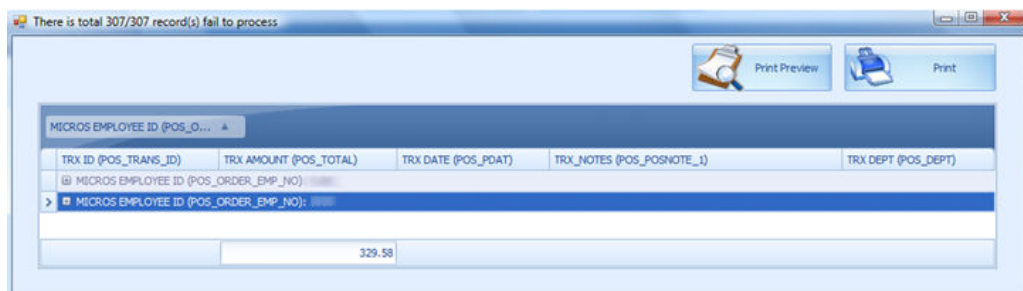 There is total 307/307 record(s) fail to process
Print Preview
Print
MICROS EMPLOYEE ID (POS_O...
TRX ID (POS_TRANS_ID) TRX AMOUNT (POS_TOTAL) TRX DATE (POS_PDAT) TRX_NOTES (POS_POSNOTE_1) TRX DEPT (POS_DEPT)
MICROS EMPLOYEE ID (POS_ORDER_EMP_NO):
MICROS EMPLOYEE ID (POS_ORDER_EMP_NO):
329.58